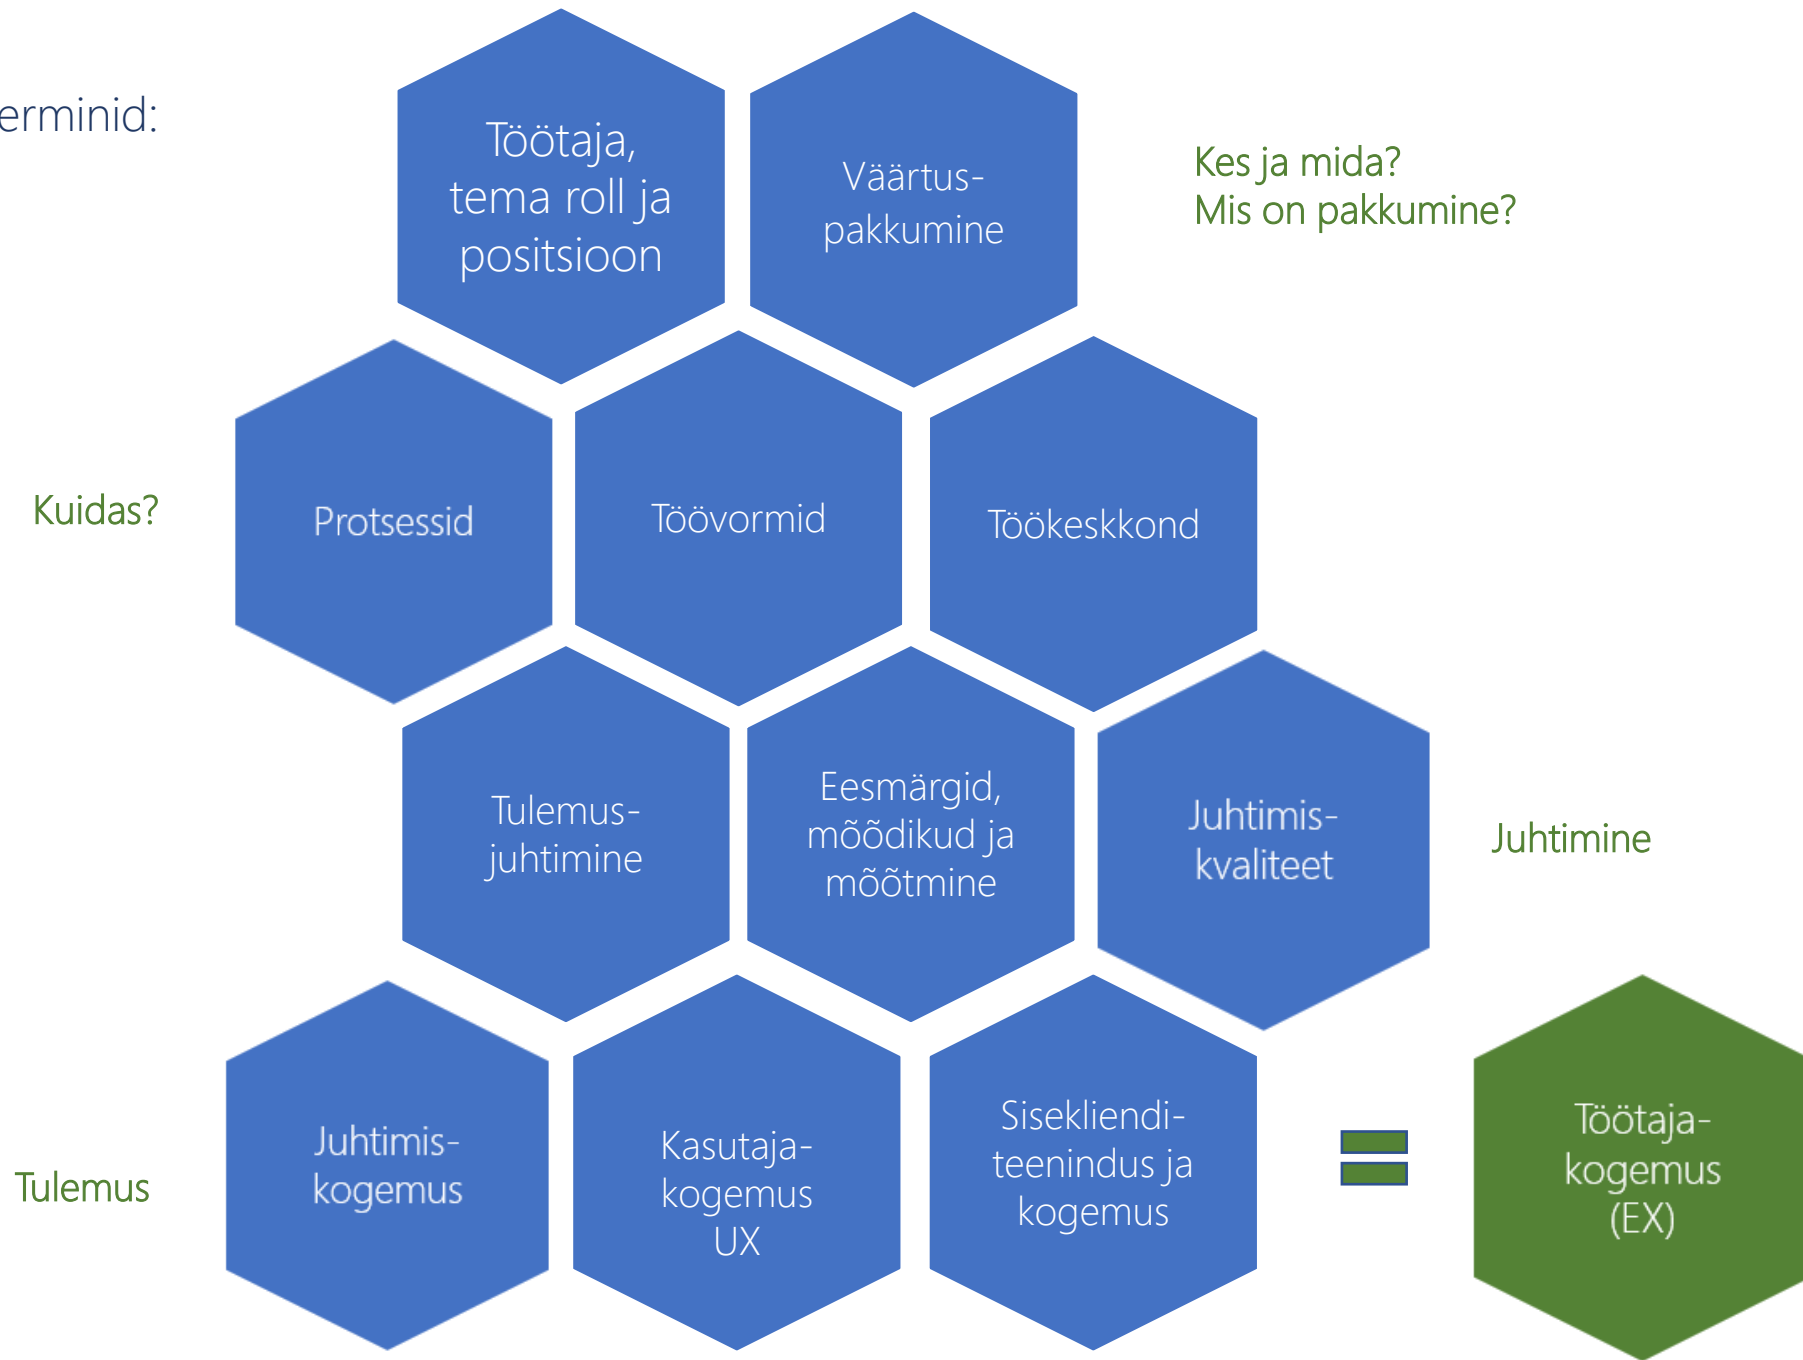 erminid:
Töötaja,
tema roll ja
positsioon
Väärtus-
pakkumine
Kes ja mida?
Mis on pakkumine?
Kuidas?
Protsessid
Töövormid
Töökeskkond
Tulemus-
juhtimine
Eesmärgid,
mõõdikud ja
mõõtmine
Juhtimis-
kvaliteet
Juhtimine
Tulemus
Juhtimis-
kogemus
Kasutaja-
kogemus
UX
Sisekliendi-
teenindus ja
kogemus
Töötaja-
kogemus
(EX)